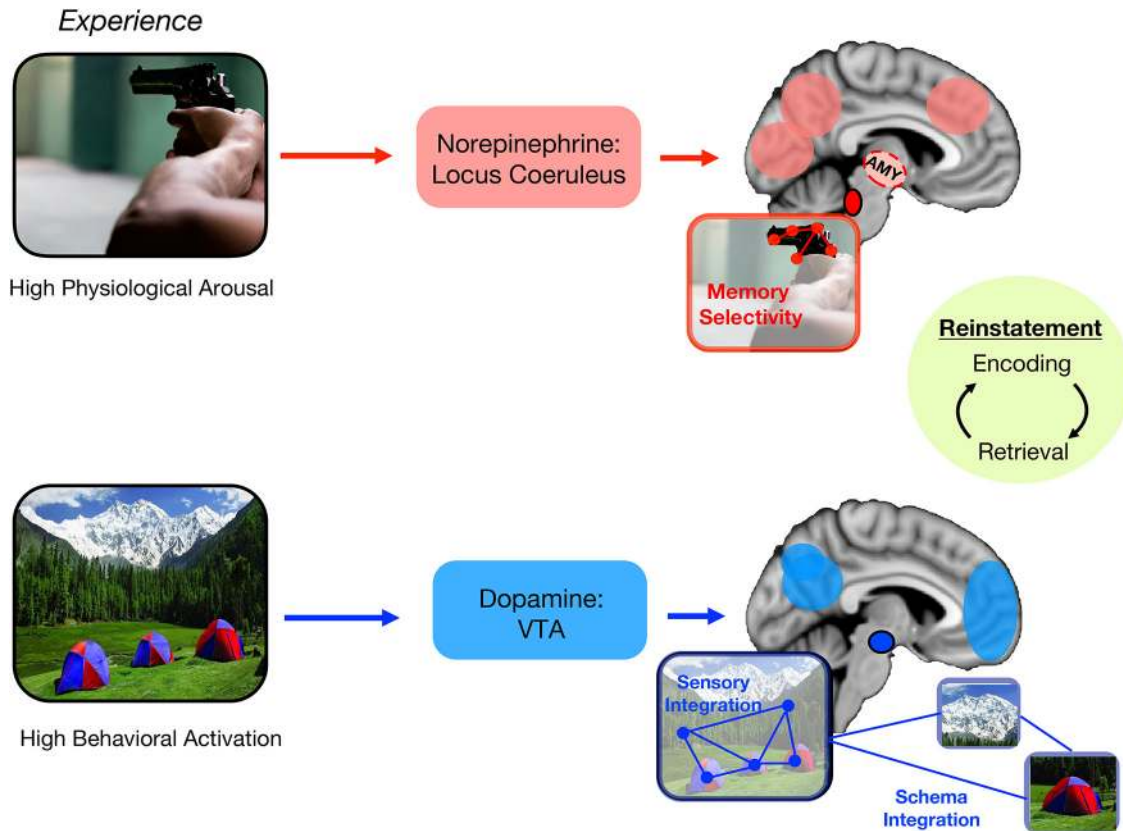 Experience
High Physiological Arousal
Norepinephrine:
Locus Coeruleus
AMY
Memory
Selectivity
Reinstatement
Encoding
Retrieval
High Behavioral Activation
Dopamine:
VTA
Sensory
Integration
Schema
Integration